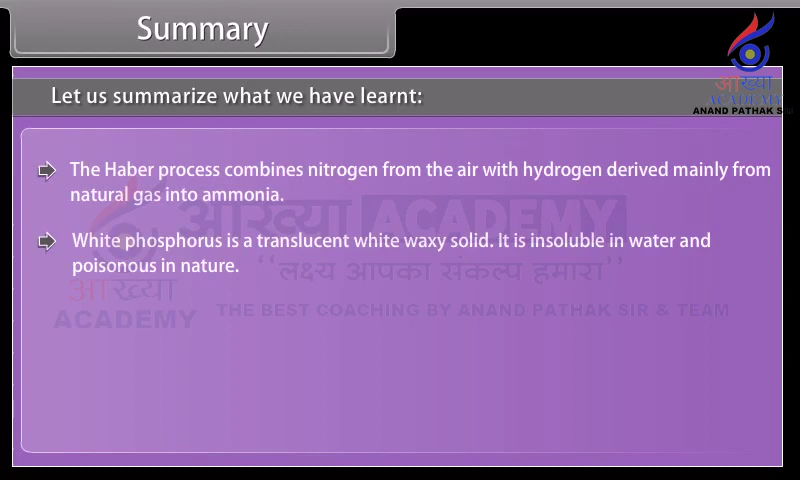 Summary
आख्या
ACADEMY
ANAND PATHAK
Let us summarize what we have learnt:
The Haber process combines nitrogen from the air with hydrogen derived mainly from
natural gas into ammonia.
आख्या ACADEMY
White phosphorus is a translucent white waxy solid. It is insoluble in water and
poisonous in nature.
‘‘लक्ष्य आपका संकल्प हमारा’’
आख्या
ACADEMY
THE BEST COACHING BY ANAND PATHAK SIR & TEAM